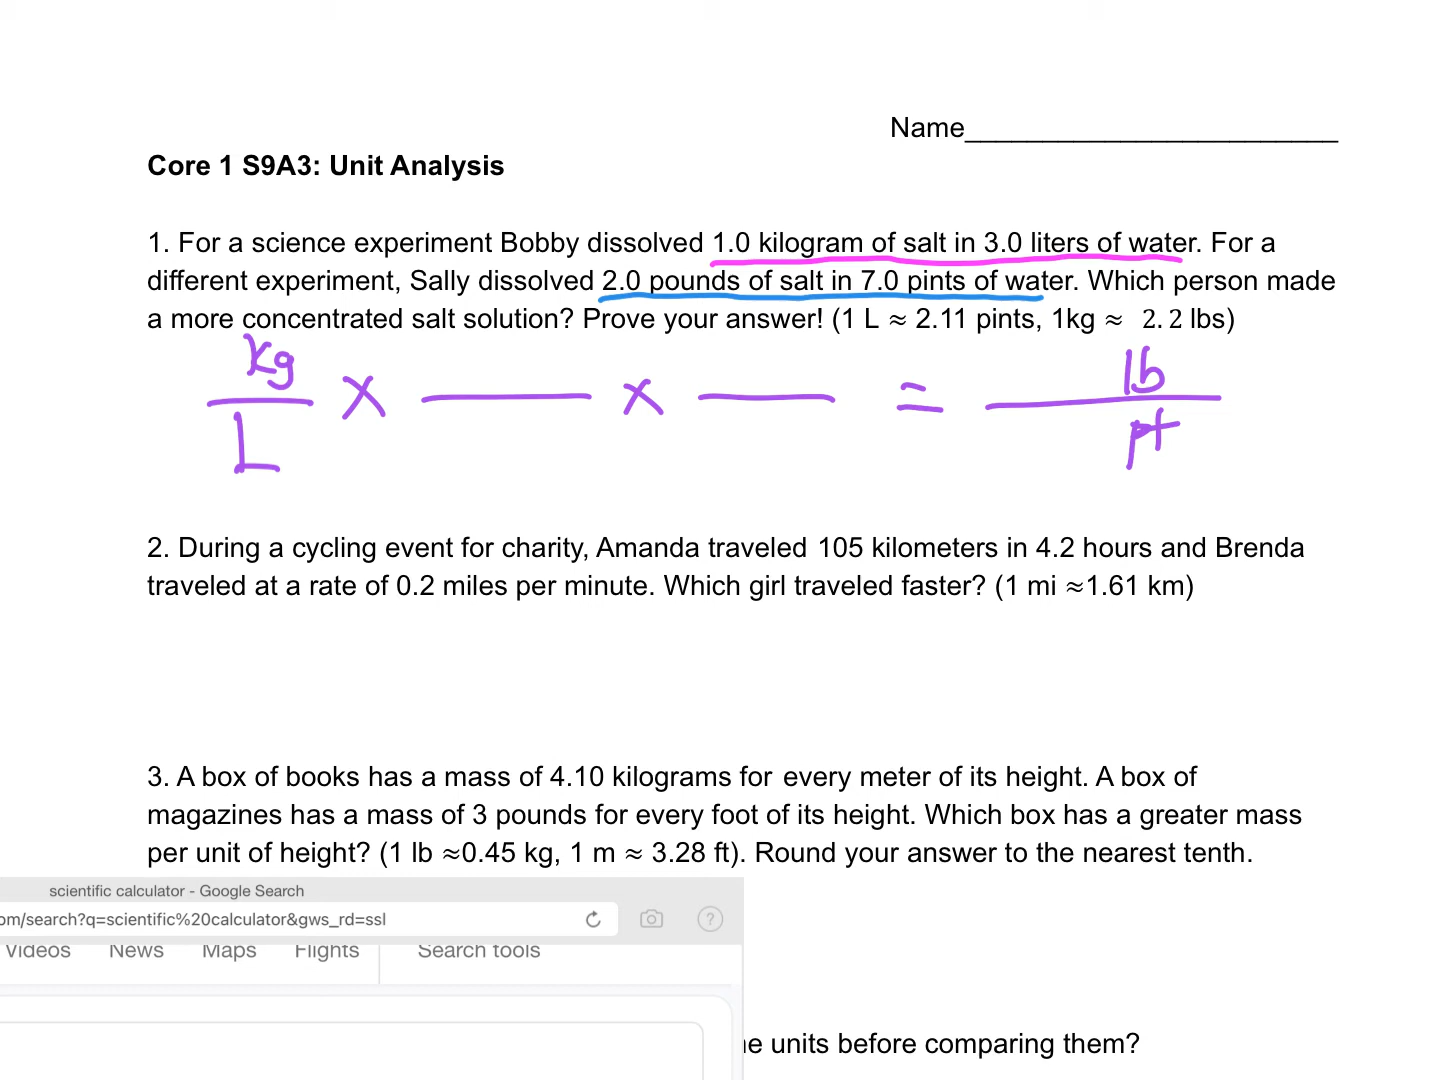 Name________________________
Core 1 S9A3: Unit Analysis
1. For a science experiment Bobby dissolved 1.0 kilogram of salt in 3.0 liters of water. For a
different experiment, Sally dissolved 2.0 pounds of salt in 7.0 pints of water. Which person made
a more concentrated salt solution? Prove your answer! (1 L ≈ 2.11 pints, 1kg ≈ 2.2 lbs)
kg lb
× × =
L pt
2. During a cycling event for charity, Amanda traveled 105 kilometers in 4.2 hours and Brenda
traveled at a rate of 0.2 miles per minute. Which girl traveled faster? (1 mi ≈1.61 km)
3. A box of books has a mass of 4.10 kilograms for every meter of its height. A box of
magazines has a mass of 3 pounds for every foot of its height. Which box has a greater mass
per unit of height? (1 lb ≈0.45 kg, 1 m ≈ 3.28 ft). Round your answer to the nearest tenth.
scientific calculator - Google Search
om/search?q=scientific%20calculator&gws_rd=ssl ?
Videos News Maps Flights Search tools
units before comparing them?